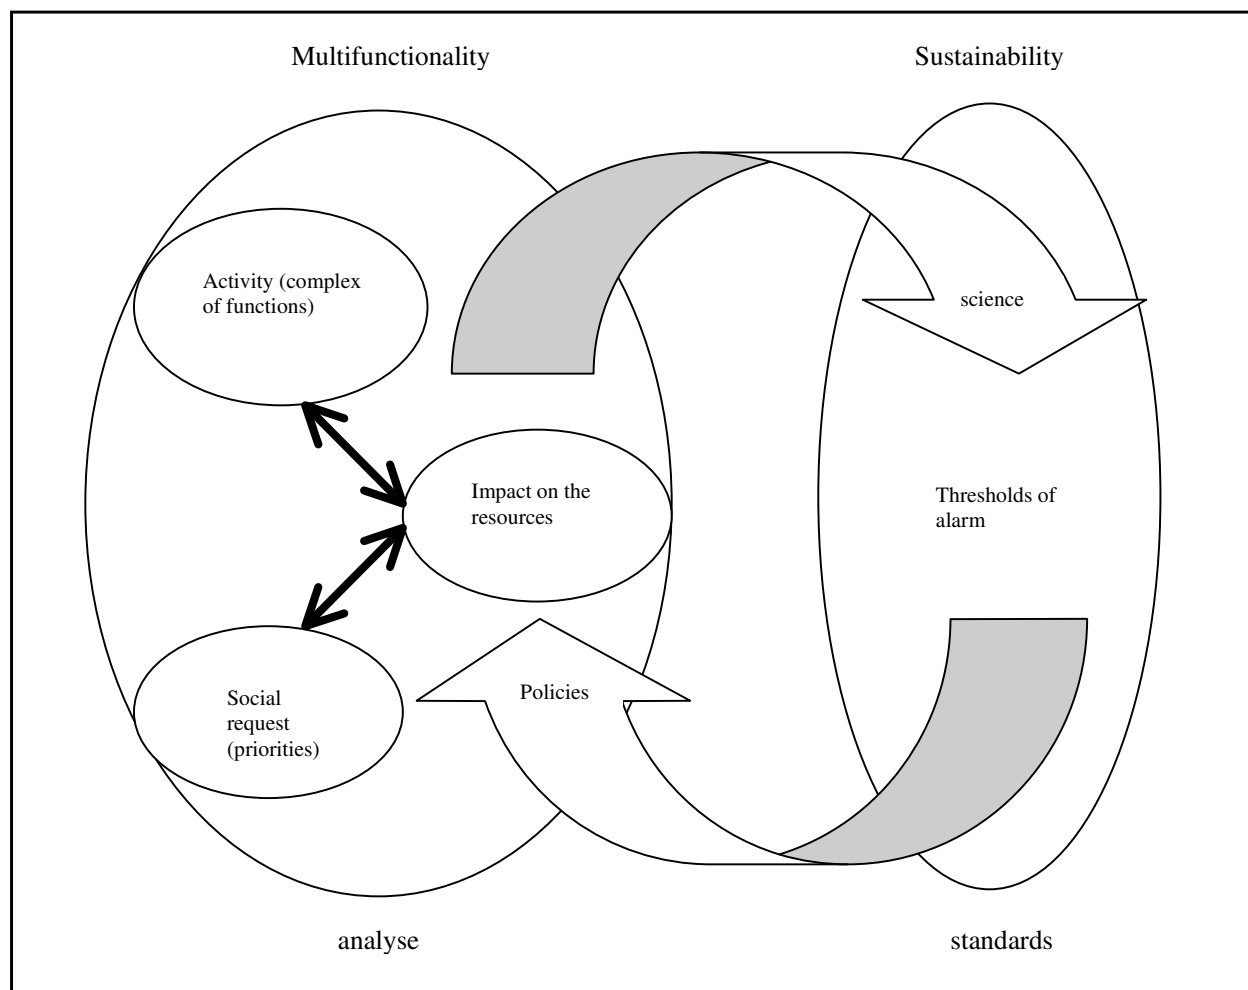 Multifunctionality
Sustainability
Activity (complex
of functions)
science
Impact on the
resources
Thresholds of
alarm
Policies
Social
request
(priorities)
analyse
standards